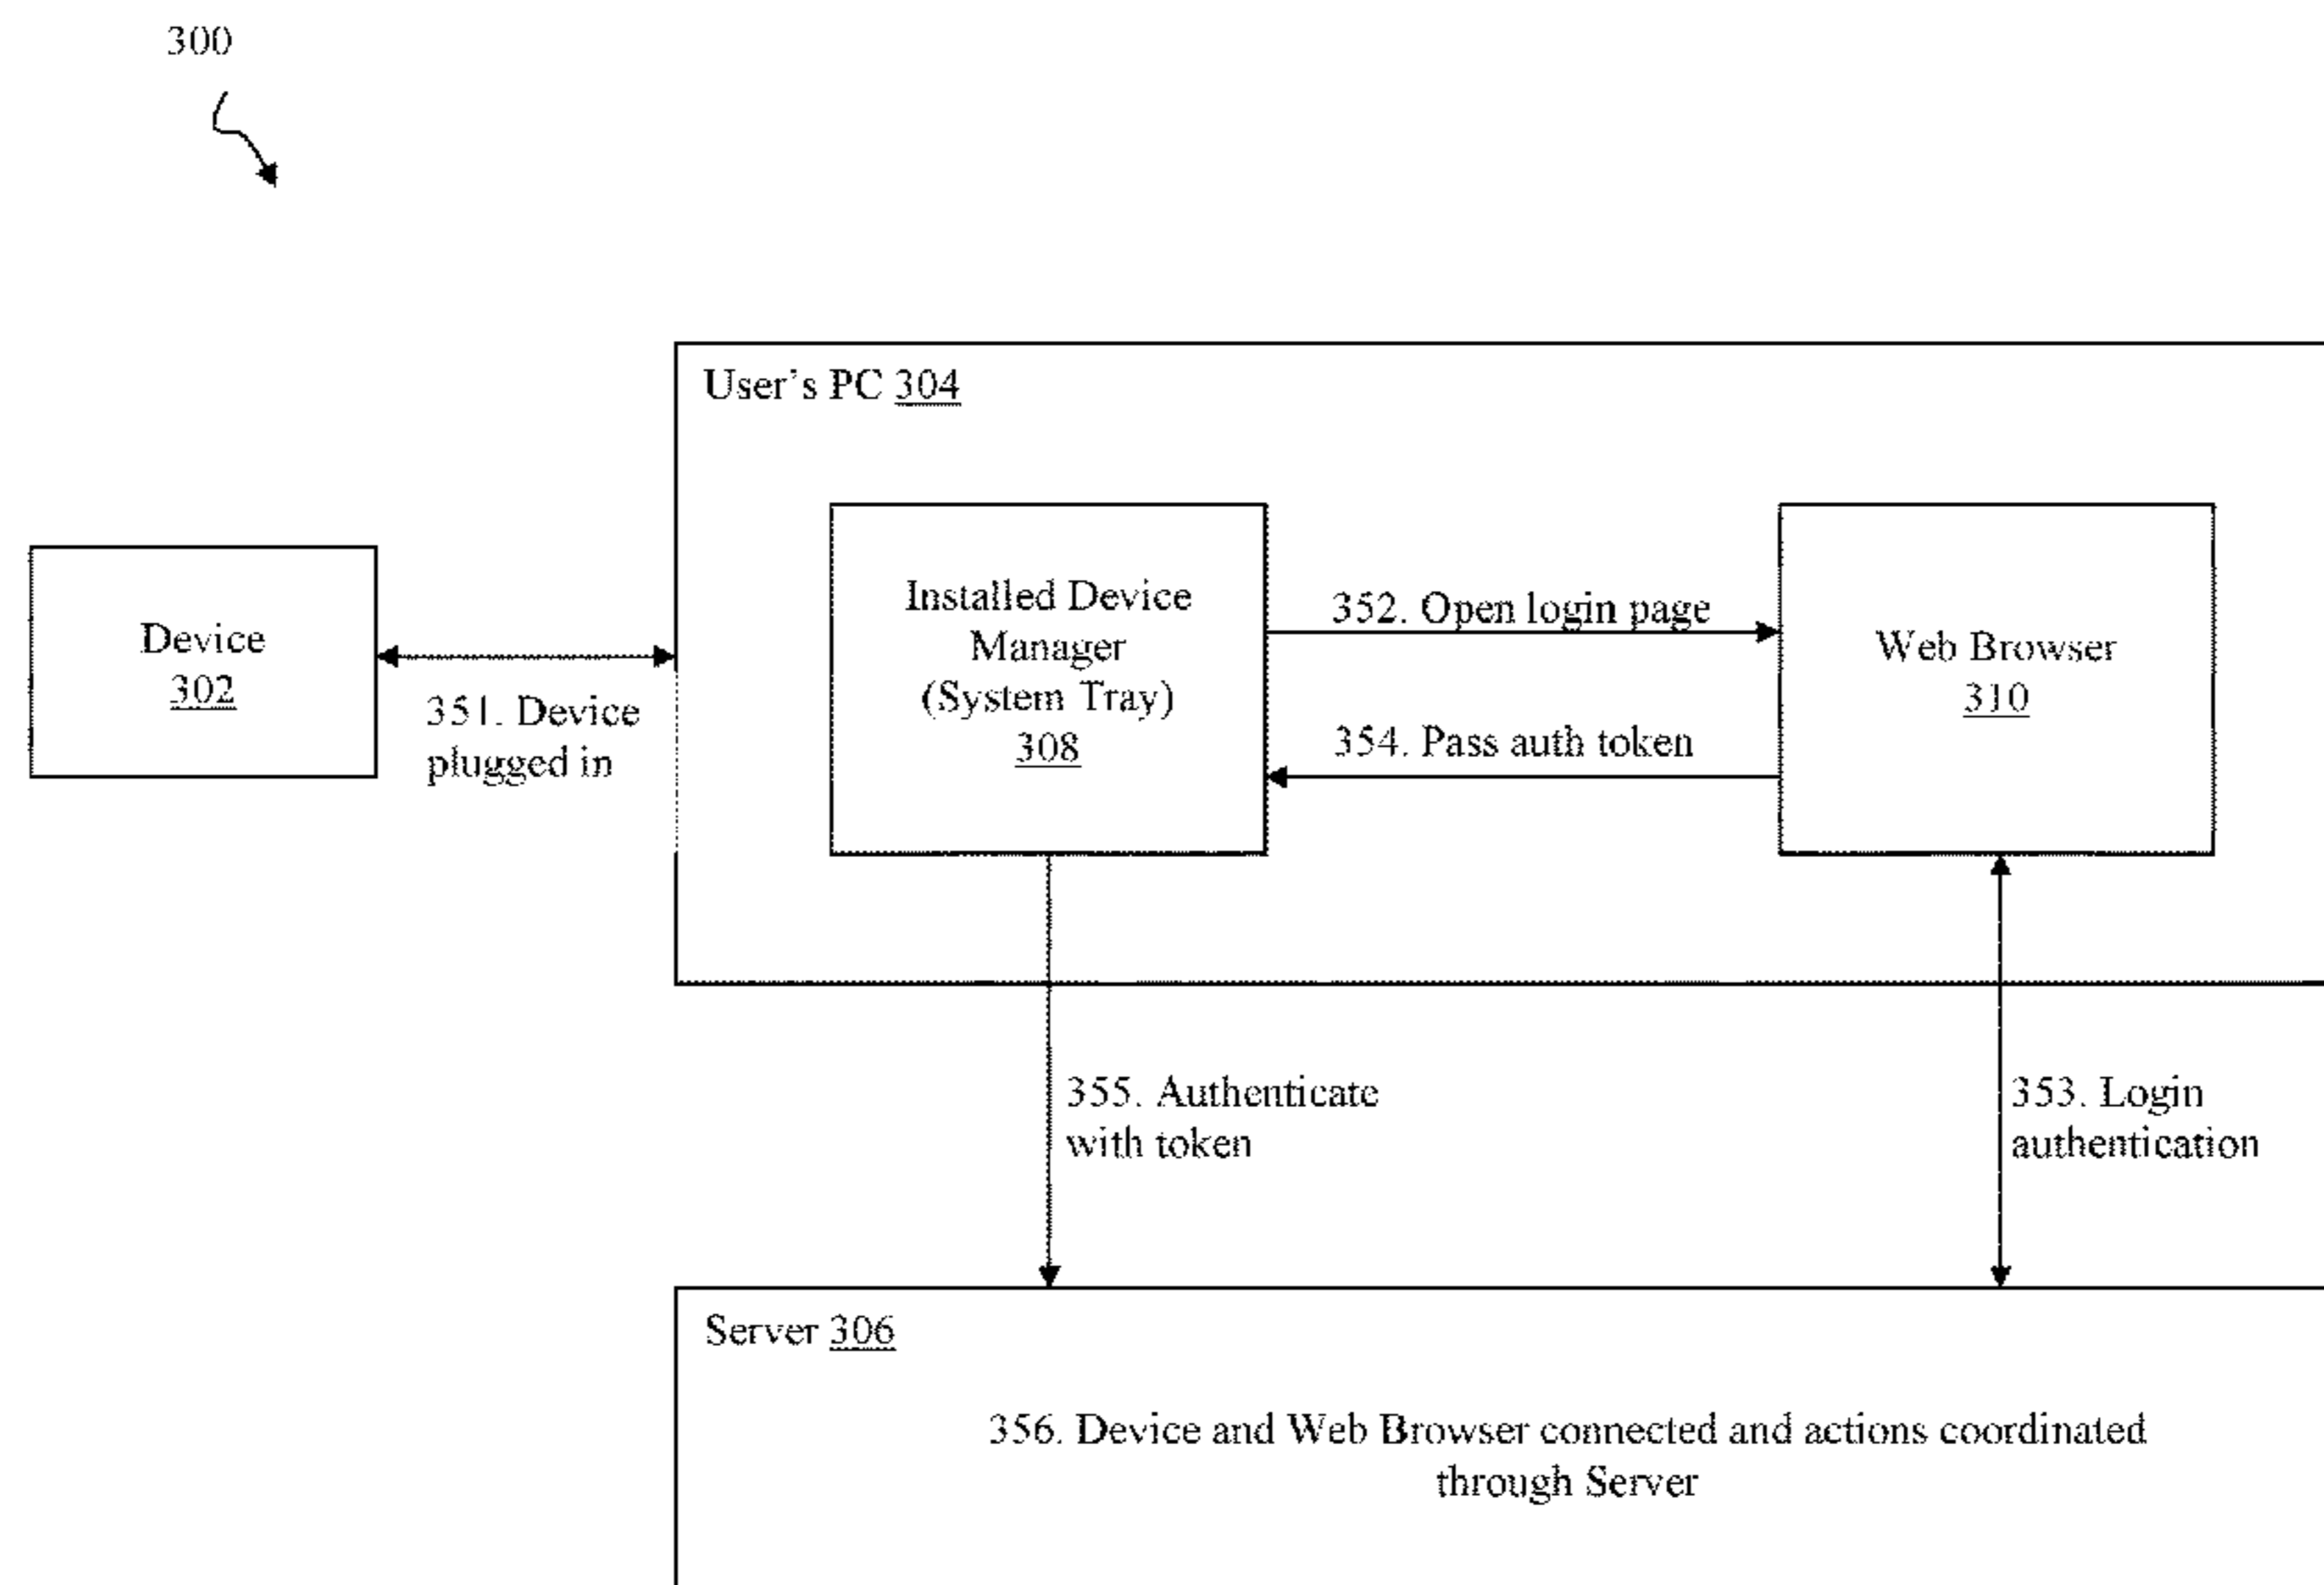 300
User’s PC 304
Device
302
351. Device
plugged in
Installed Device
Manager
(System Tray)
308
352. Open login page
354. Pass auth token
Web Browser
310
355. Authenticate
with token
353. Login
authentication
Server 306
356. Device and Web Browser connected and actions coordinated
through Server